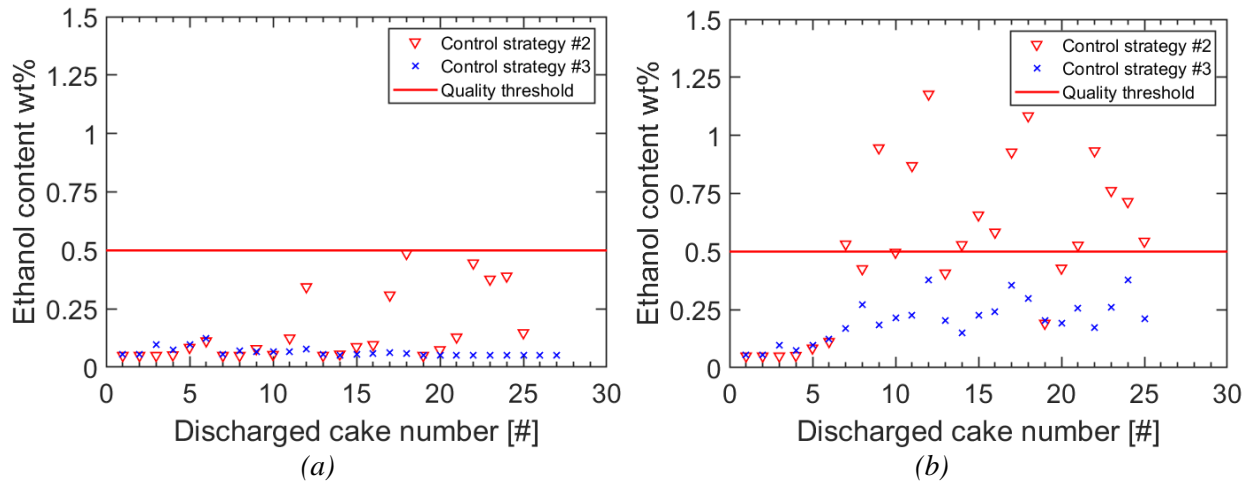 1.5
1.25
1
0.75
0.5
0.25
0
Ethanol content wt%
Control strategy #2
Control strategy #3
Quality threshold
0 5 10 15 20 25 30
Discharged cake number [#]
(a)
1.5
1.25
1
0.75
0.5
0.25
0
Ethanol content wt%
Control strategy #2
Control strategy #3
Quality threshold
0 5 10 15 20 25 30
Discharged cake number [#]
(b)